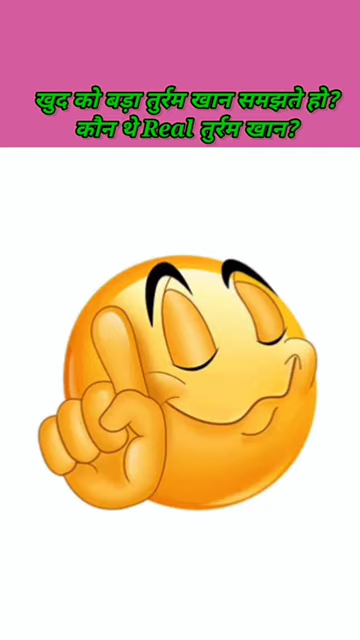 खुद को बड़ा तुर्रम खान समझते हो?
कौन थे Real तुर्रम खान?